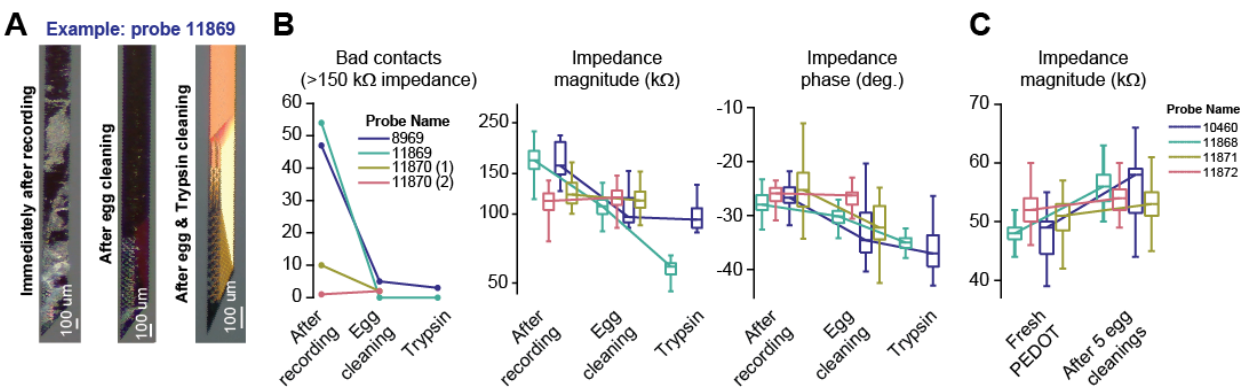 A
Example: probe 11869
Immediately after recording
100 um
After egg cleaning
100 um
After egg & Trypsin cleaning
100 um
B
Bad contacts
(>150 kΩ impedance)
60
50
40
30
20
10
0
Probe Name
8969
11869
11870 (1)
11870 (2)
After
recording
Egg
cleaning
Trypsin
Impedance
magnitude (kΩ)
250
150
100
50
After
recording
Egg
cleaning
Trypsin
Impedance
phase (deg.)
-10
-20
-30
-40
After
recording
Egg
cleaning
Trypsin
C
Impedance
magnitude (kΩ)
70
60
50
40
Probe Name
10460
11868
11871
11872
Fresh
PEDOT
After 5 egg
cleanings